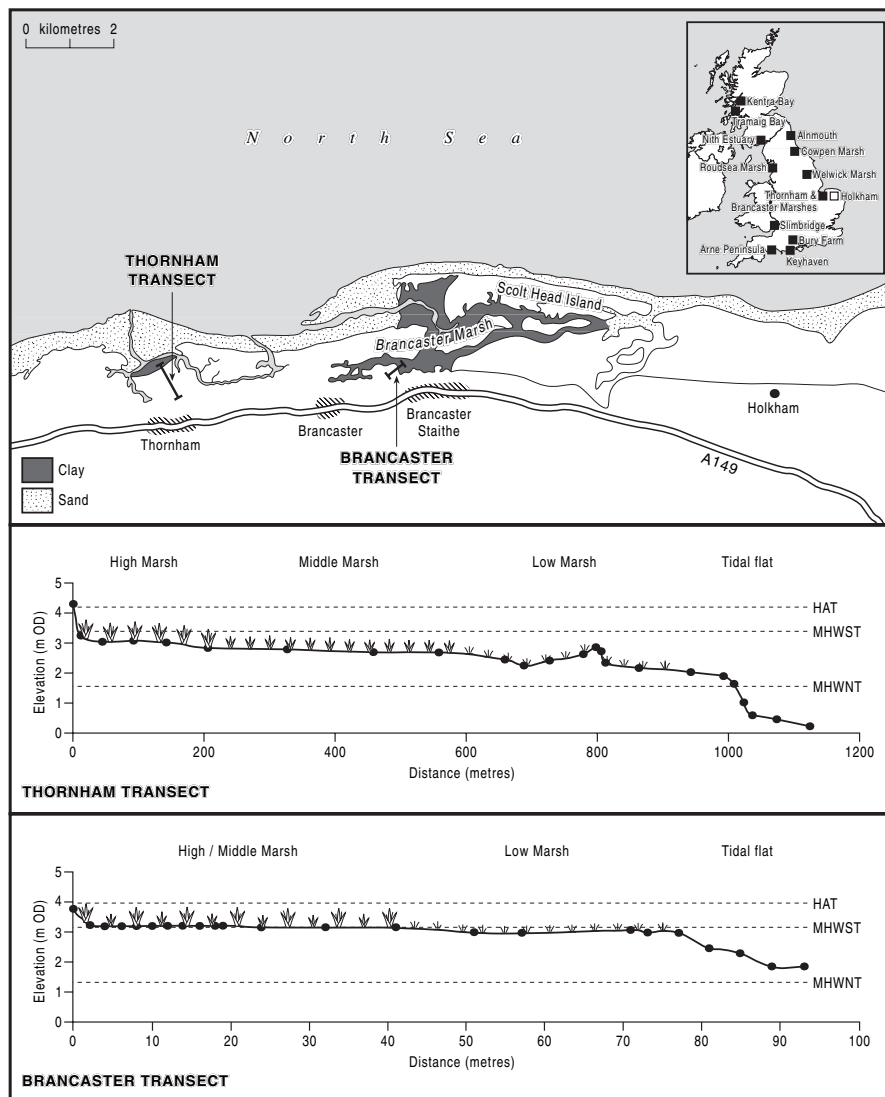 0 kilometres 2
North Sea
Kentra Bay
Tramaig Bay
Nith Estuary
Alnmouth
Cowpen Marsh
Roudsea Marsh
Welwick Marsh
Thornham &
Brancaster Marshes
Holkham
Slimbridge
Bury Farm
Arne Peninsula
Keyhaven
THORNHAM
TRANSECT
Scolt Head Island
Brancaster Marsh
Holkham
Thornham
Brancaster
Brancaster
Staithe
BRANCASTER
TRANSECT
A149
Clay
Sand
High Marsh Middle Marsh Low Marsh Tidal flat
5
4
3
2
1
0
Elevation (m OD)
HAT
MHWST
MHWNT
0 200 400 600 800 1000 1200
Distance (metres)
THORNHAM TRANSECT
High / Middle Marsh Low Marsh Tidal flat
5
4
3
2
1
0
Elevation (m OD)
HAT
MHWST
MHWNT
0 10 20 30 40 50 60 70 80 90 100
Distance (metres)
BRANCASTER TRANSECT